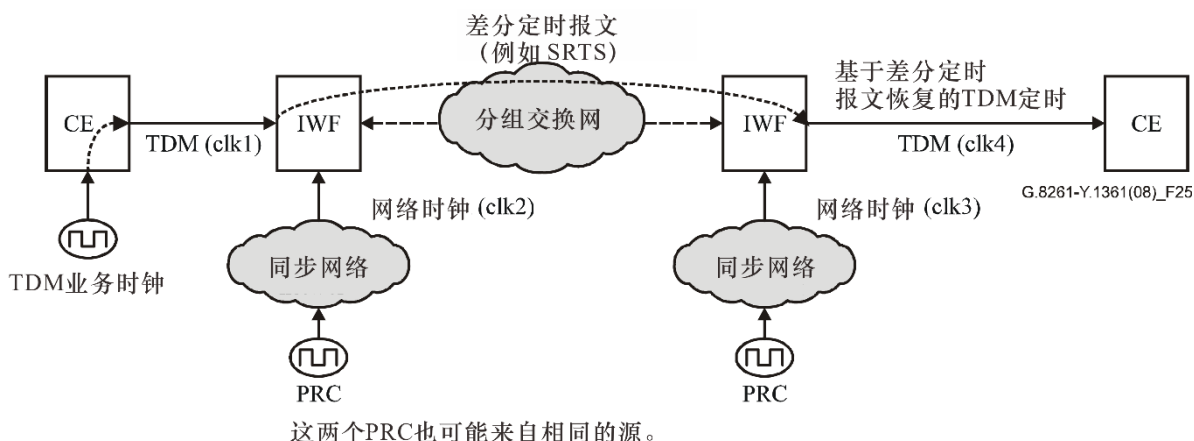 差分定时报文
（例如 SRTS）
CE
TDM (clk1)
IWF
分组交换网
IWF
基于差分定时
报文恢复的TDM定时
TDM (clk4)
CE
G.8261-Y.1361(08)_F25
网络时钟 (clk2)
网络时钟 (clk3)
TDM业务时钟
同步网络
同步网络
PRC
PRC
这两个PRC也可能来自相同的源。